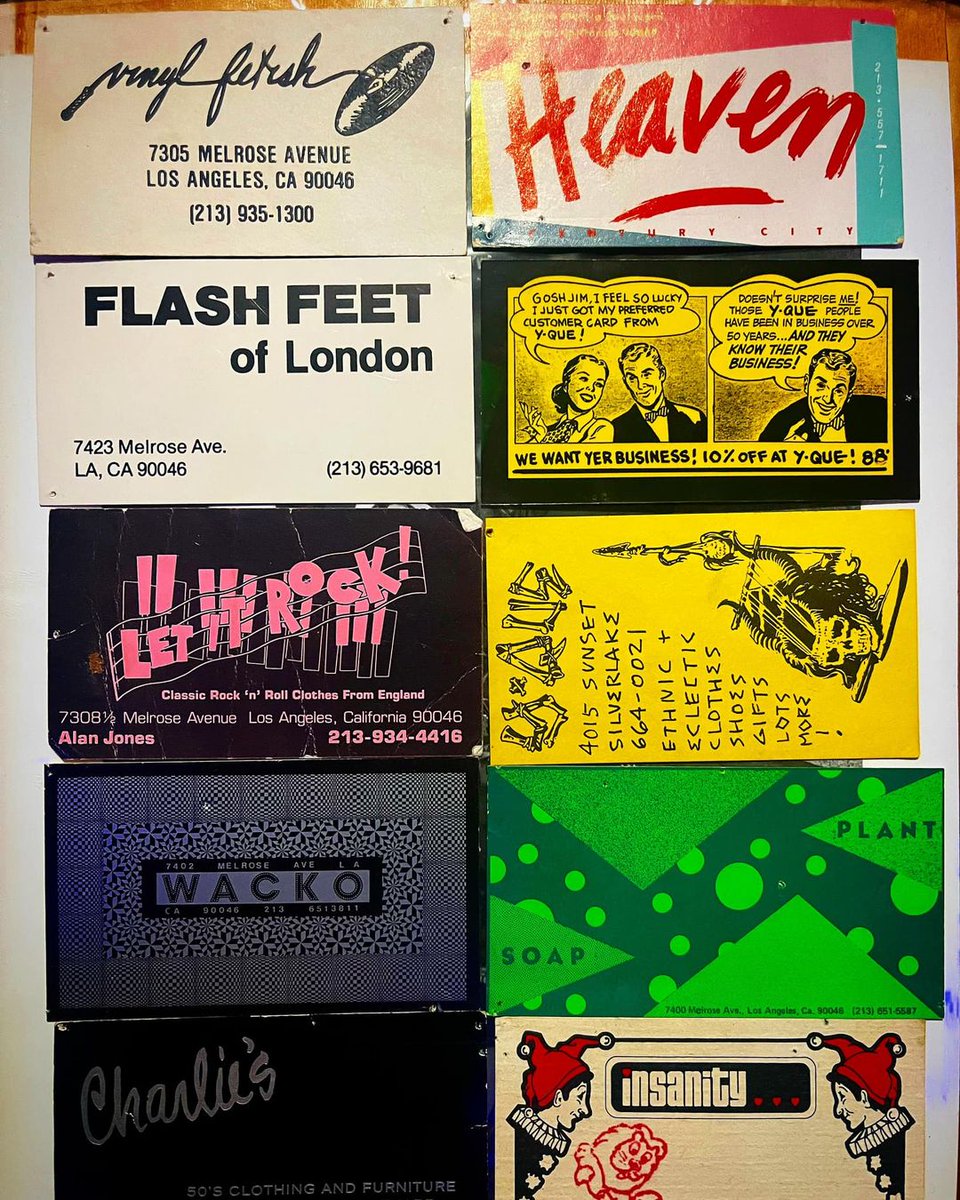 vinyl fetish
7305 MELROSE AVENUE
LOS ANGELES, CA 90046
(213) 935-1300
Heaven
213·557-1711
CENTURY CITY
FLASH FEET
of London
7423 Melrose Ave.
LA, CA 90046
(213) 653-9681
GOSH JIM, I FEEL SO LUCKY
I JUST GOT MY PREFERRED
CUSTOMER CARD FROM
Y·QUE!
DOESN'T SURPRISE ME!
THOSE Y·QUE PEOPLE
HAVE BEEN IN BUSINESS OVER
50 YEARS...AND THEY
KNOW THEIR
BUSINESS!
WE WANT YER BUSINESS! 10% OFF AT Y·QUE! 88'
LET IT ROCK!
Classic Rock 'n' Roll Clothes From England
7308½ Melrose Avenue Los Angeles, California 90046
Alan Jones
213-934-4416
4015 SUNSET
SILVERLAKE
664-0021
ETHNIC +
ECLECTIC
CLOTHES
SHOES
GIFTS
LOTS
MORE
!
7402 MELROSE AVE LA
WACKO
CA 90046 213 6513811
PLANT
SOAP
7400 Melrose Ave., Los Angeles, Ca. 90046 (213) 651-5587
Charlie's
50'S CLOTHING AND FURNITURE
insanity...